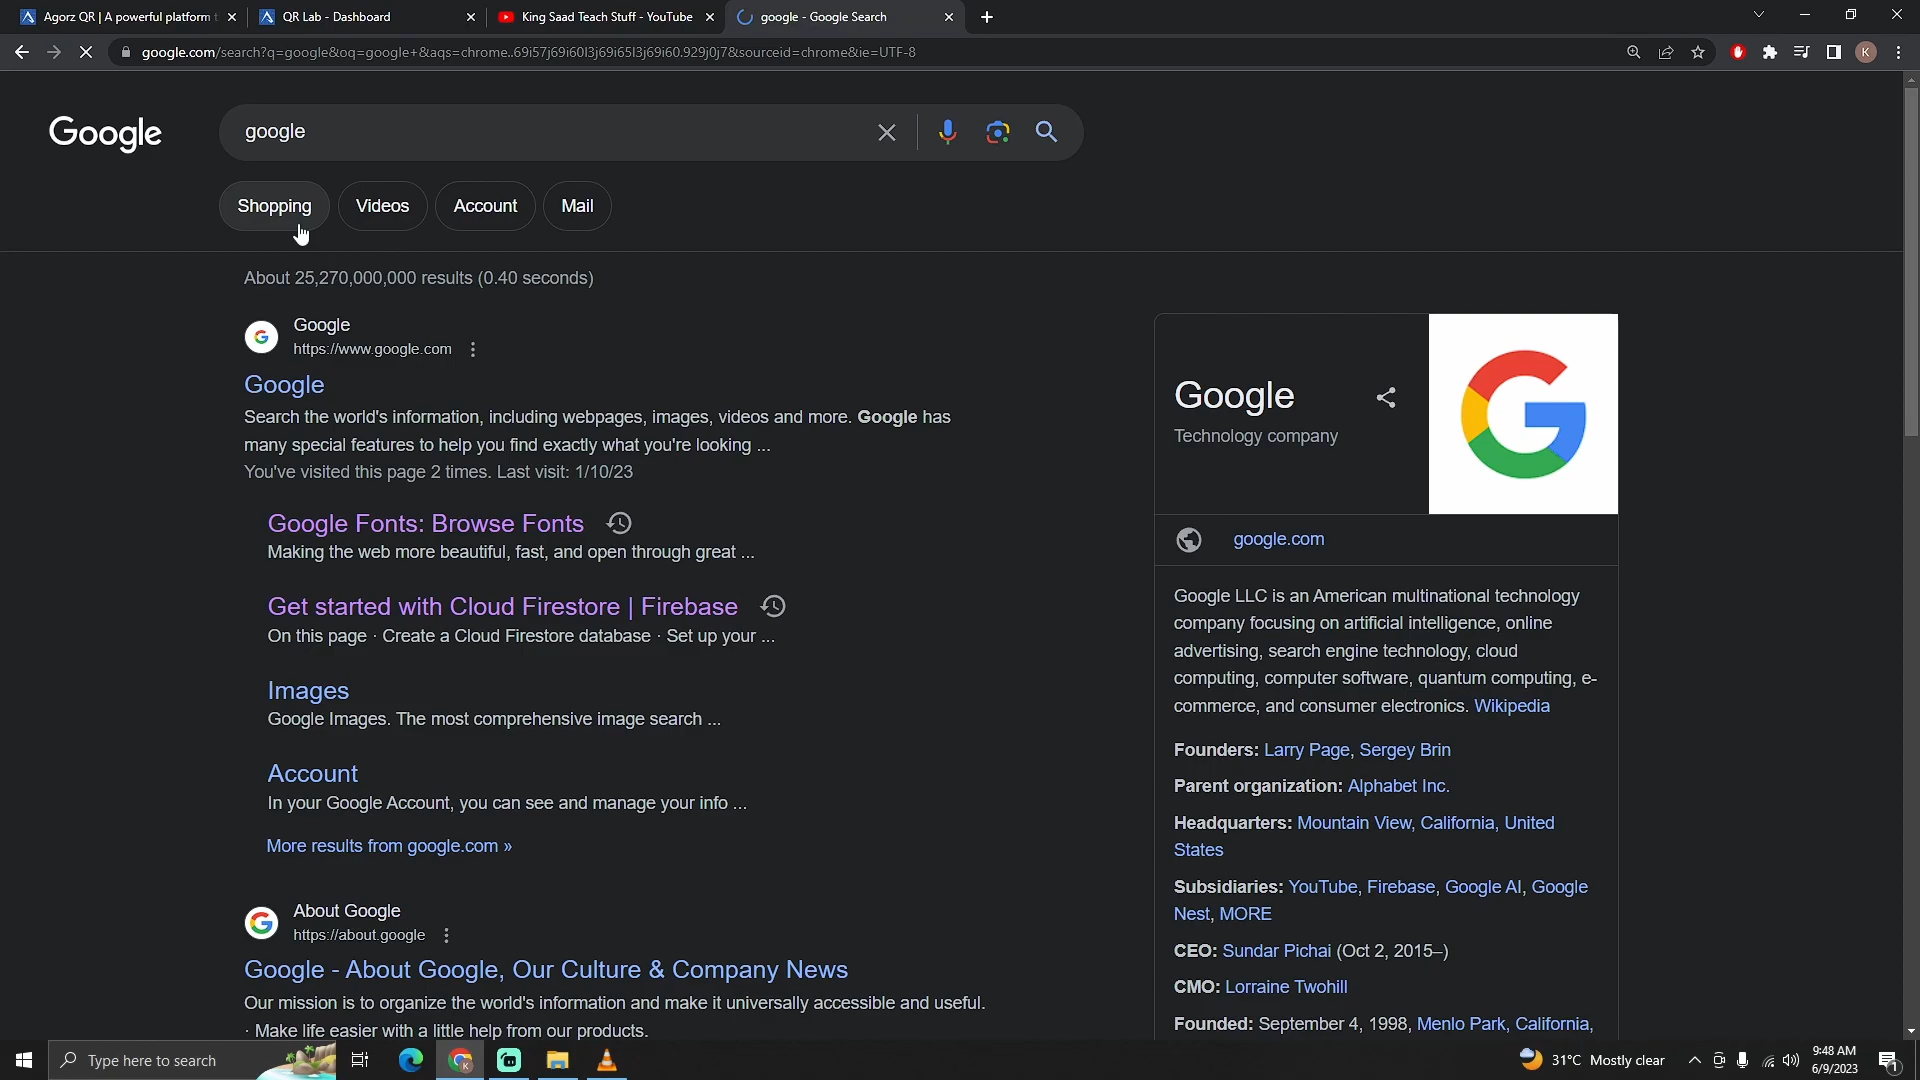 Agorz QR | A powerful platform
QR Lab - Dashboard
King Saad Teach Stuff - YouTube
google - Google Search
google.com/search?q=google&oq=google+&aqs=chrome..69i57j69i60l3j69i65l3j69i60.929j0j7&sourceid=chrome&ie=UTF-8
K
Google
google
Shopping
Videos
Account
Mail
About 25,270,000,000 results (0.40 seconds)
Google
https://www.google.com
Google
Search the world's information, including webpages, images, videos and more. Google has
many special features to help you find exactly what you're looking ...
You've visited this page 2 times. Last visit: 1/10/23
Google Fonts: Browse Fonts
Making the web more beautiful, fast, and open through great ...
Get started with Cloud Firestore | Firebase
On this page · Create a Cloud Firestore database · Set up your ...
Images
Google Images. The most comprehensive image search ...
Account
In your Google Account, you can see and manage your info ...
More results from google.com »
About Google
https://about.google
Google - About Google, Our Culture & Company News
Our mission is to organize the world's information and make it universally accessible and useful.
· Make life easier with a little help from our products.
Google
Technology company
google.com
Google LLC is an American multinational technology
company focusing on artificial intelligence, online
advertising, search engine technology, cloud
computing, computer software, quantum computing, e-
commerce, and consumer electronics. Wikipedia
Founders: Larry Page, Sergey Brin
Parent organization: Alphabet Inc.
Headquarters: Mountain View, California, United
States
Subsidiaries: YouTube, Firebase, Google AI, Google
Nest, MORE
CEO: Sundar Pichai (Oct 2, 2015–)
CMO: Lorraine Twohill
Founded: September 4, 1998, Menlo Park, California,
Type here to search
31°C Mostly clear
9:48 AM
6/9/2023
1